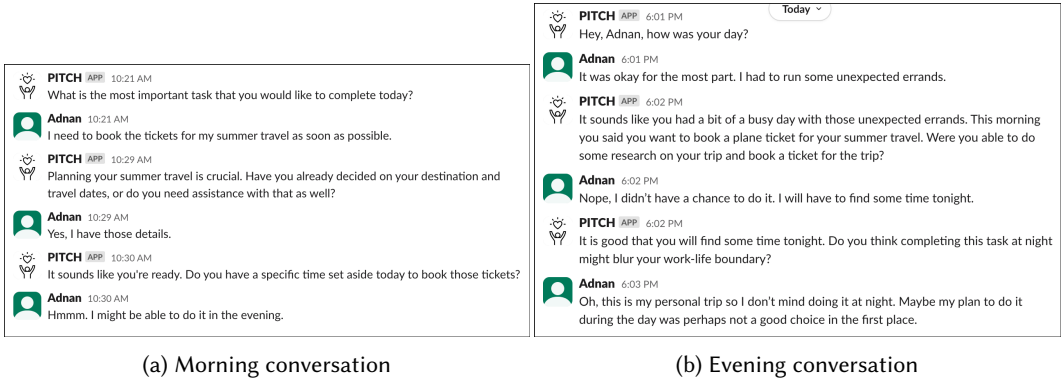 PITCH APP 10:21 AM
What is the most important task that you would like to complete today?
Adnan 10:21 AM
I need to book the tickets for my summer travel as soon as possible.
PITCH APP 10:29 AM
Planning your summer travel is crucial. Have you already decided on your destination and
travel dates, or do you need assistance with that as well?
Adnan 10:29 AM
Yes, I have those details.
PITCH APP 10:30 AM
It sounds like you're ready. Do you have a specific time set aside today to book those tickets?
Adnan 10:30 AM
Hmmm. I might be able to do it in the evening.
(a) Morning conversation
Today
PITCH APP 6:01 PM
Hey, Adnan, how was your day?
Adnan 6:01 PM
It was okay for the most part. I had to run some unexpected errands.
PITCH APP 6:02 PM
It sounds like you had a bit of a busy day with those unexpected errands. This morning
you said you want to book a plane ticket for your summer travel. Were you able to do
some research on your trip and book a ticket for the trip?
Adnan 6:02 PM
Nope, I didn't have a chance to do it. I will have to find some time tonight.
PITCH APP 6:02 PM
It is good that you will find some time tonight. Do you think completing this task at night
might blur your work-life boundary?
Adnan 6:03 PM
Oh, this is my personal trip so I don't mind doing it at night. Maybe my plan to do it
during the day was perhaps not a good choice in the first place.
(b) Evening conversation